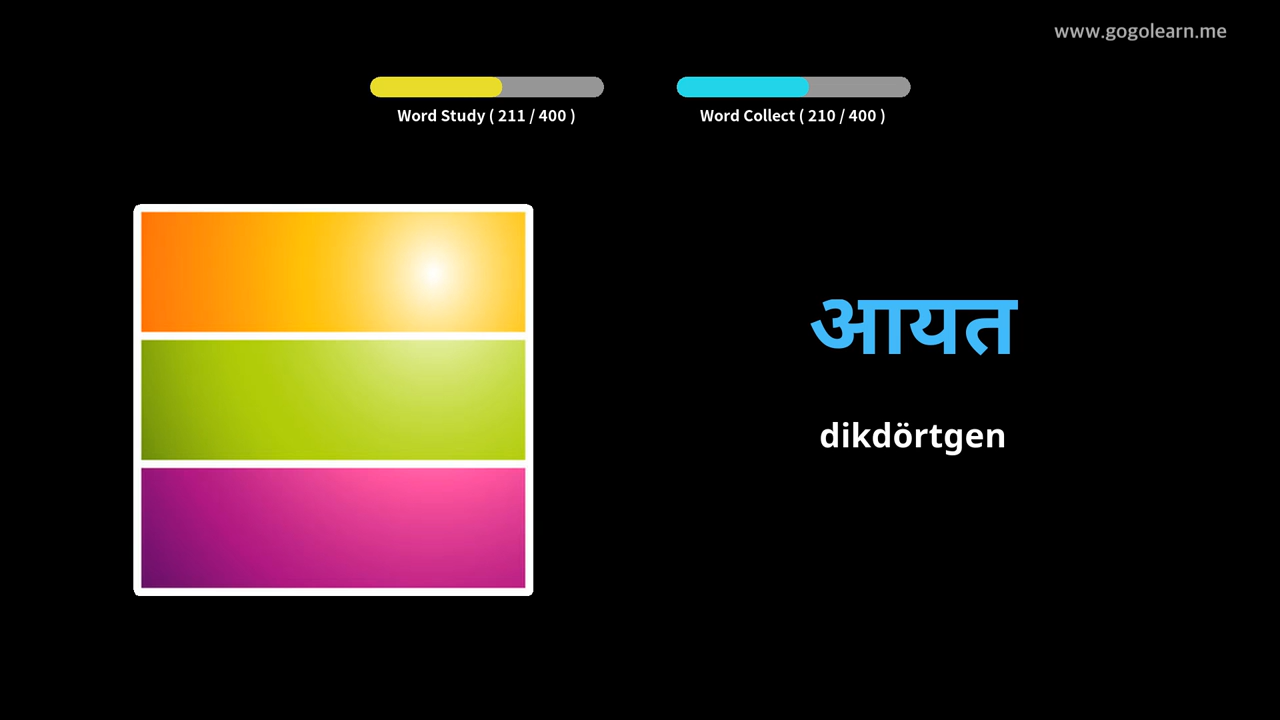 www.gogolearn.me
Word Study ( 211 / 400 )
Word Collect ( 210 / 400 )
आयत
dikdörtgen